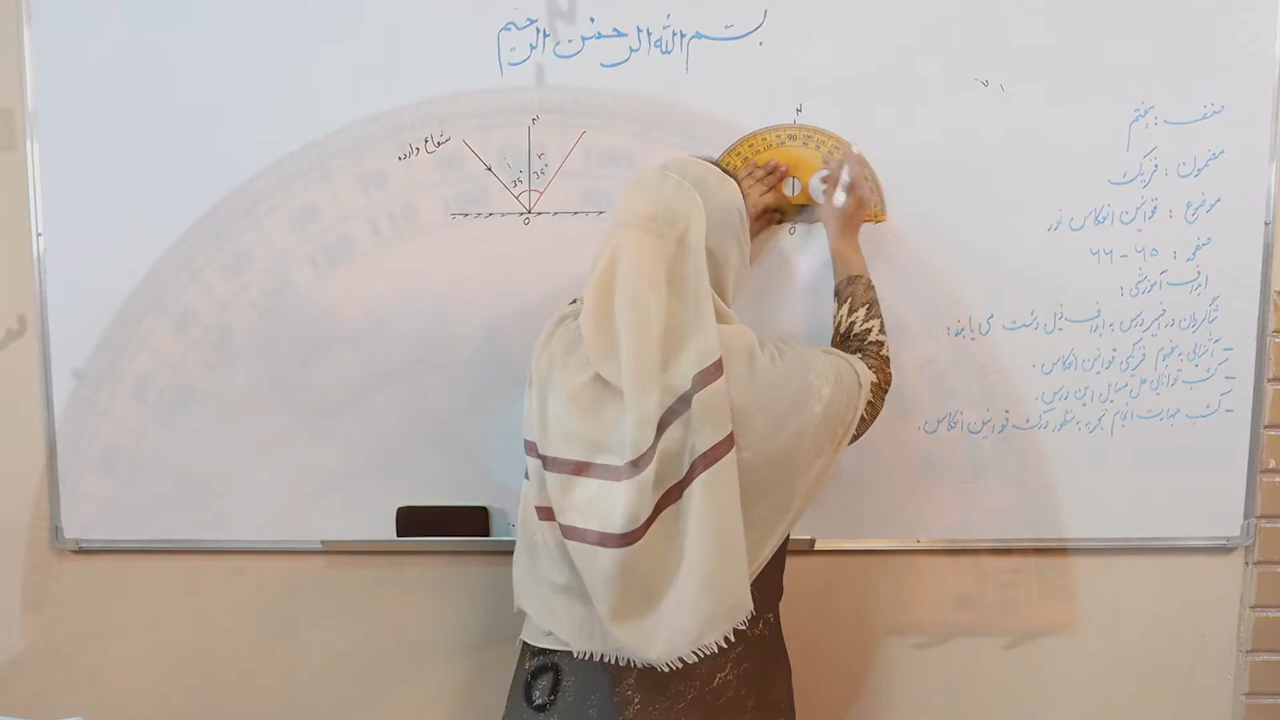 بسم الله الرحمن الرحیم
صنف : هفتم
مضمون : فزیک
موضوع : قوانین انعکاس نور
صفحه : ۶۵ - ۶۶
اهداف آموزشی :
شاگردان در اخیر درس به اهداف ذیل دست می یابند :
- آشنایی به مفهوم فزیکی قوانین انعکاس .
- کسب توانایی حل مسایل این درس .
- کسب مهارت انجام تجربه به منظور درک قوانین انعکاس .
شعاع وارده
N
i r
35° 35°
O
N
90
O